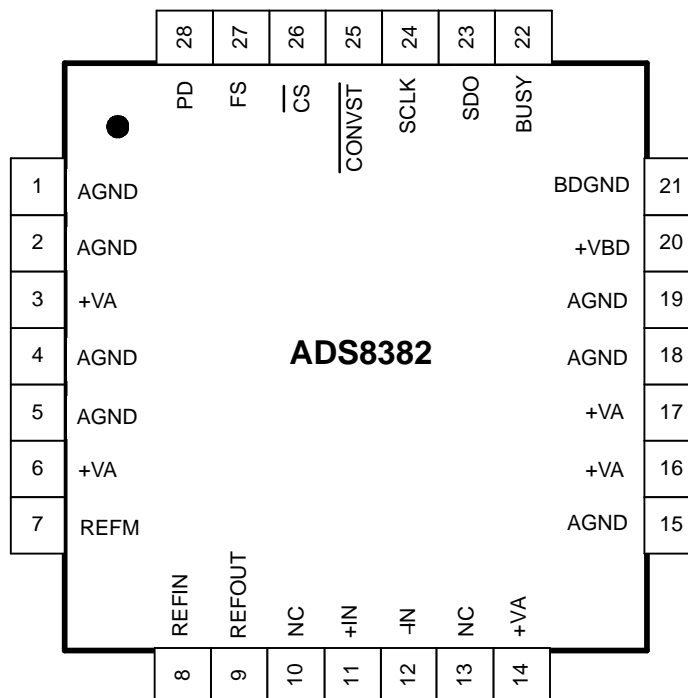 28 27 26 25 24 23 22
PD FS CS CONVST SCLK SDO BUSY
1 AGND BDGND 21
2 AGND +VBD 20
3 +VA AGND 19
4 AGND ADS8382 AGND 18
5 AGND +VA 17
6 +VA +VA 16
7 REFM AGND 15
REFIN REFOUT NC +IN -IN NC +VA
8 9 10 11 12 13 14